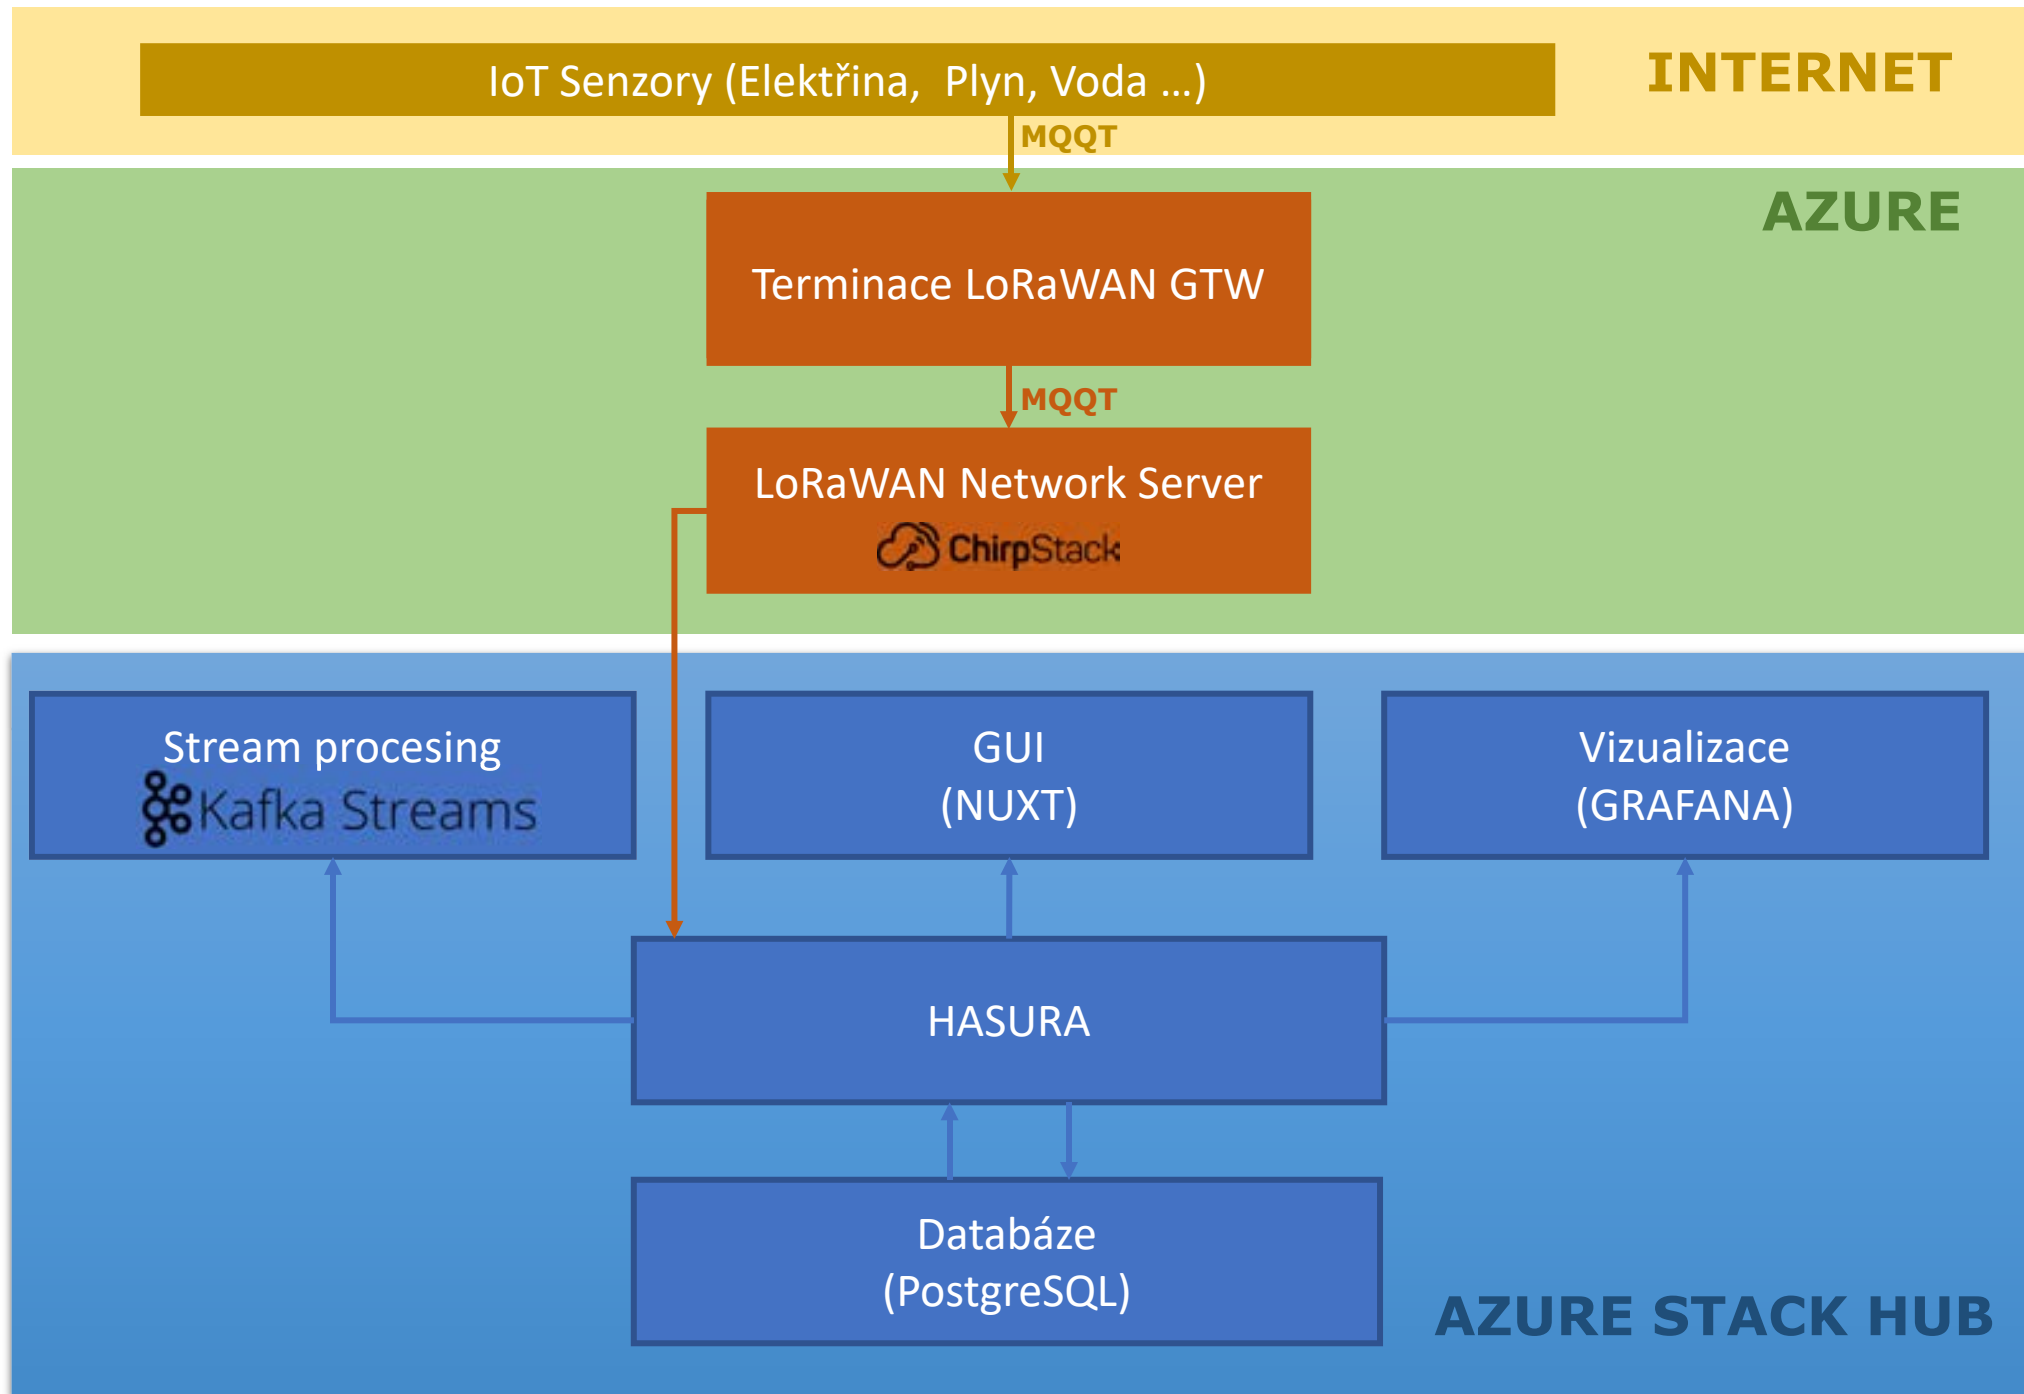 INTERNET
IoT Senzory (Elektřina,  Plyn, Voda ...)
MQQT
AZURE
Terminace LoRaWAN GTW
MQQT
LoRaWAN Network Server
ChirpStack
Stream procesing
Kafka Streams
GUI
(NUXT)
Vizualizace
(GRAFANA)
HASURA
Databáze
(PostgreSQL)
AZURE STACK HUB